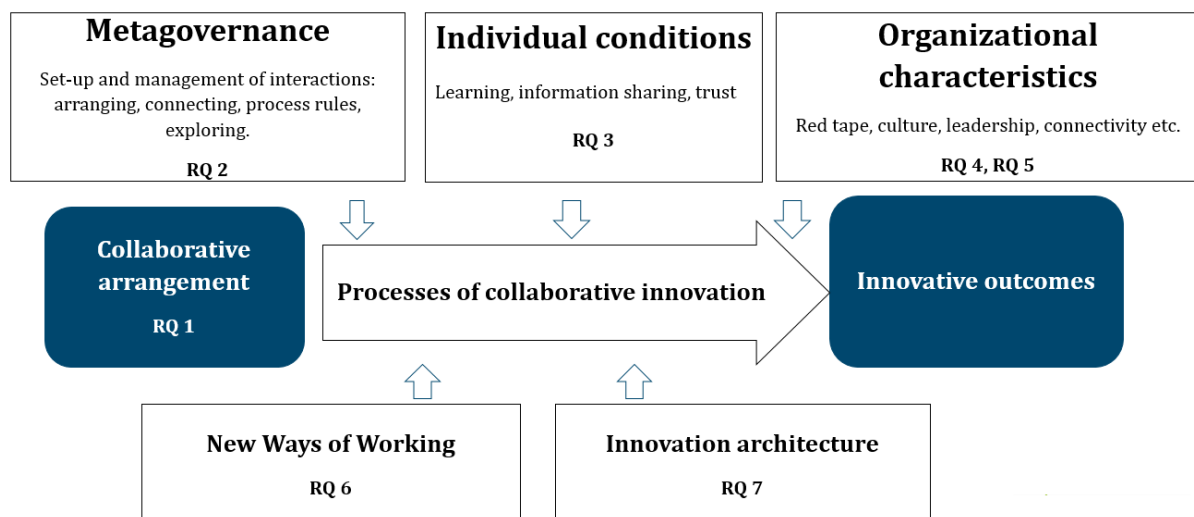 Metagovernance
Set-up and management of interactions:
arranging, connecting, process rules,
exploring.
RQ 2
Individual conditions
Learning, information sharing, trust
RQ 3
Organizational
characteristics
Red tape, culture, leadership, connectivity etc.
RQ 4, RQ 5
Collaborative
arrangement
RQ 1
Processes of collaborative innovation
Innovative outcomes
New Ways of Working
RQ 6
Innovation architecture
RQ 7